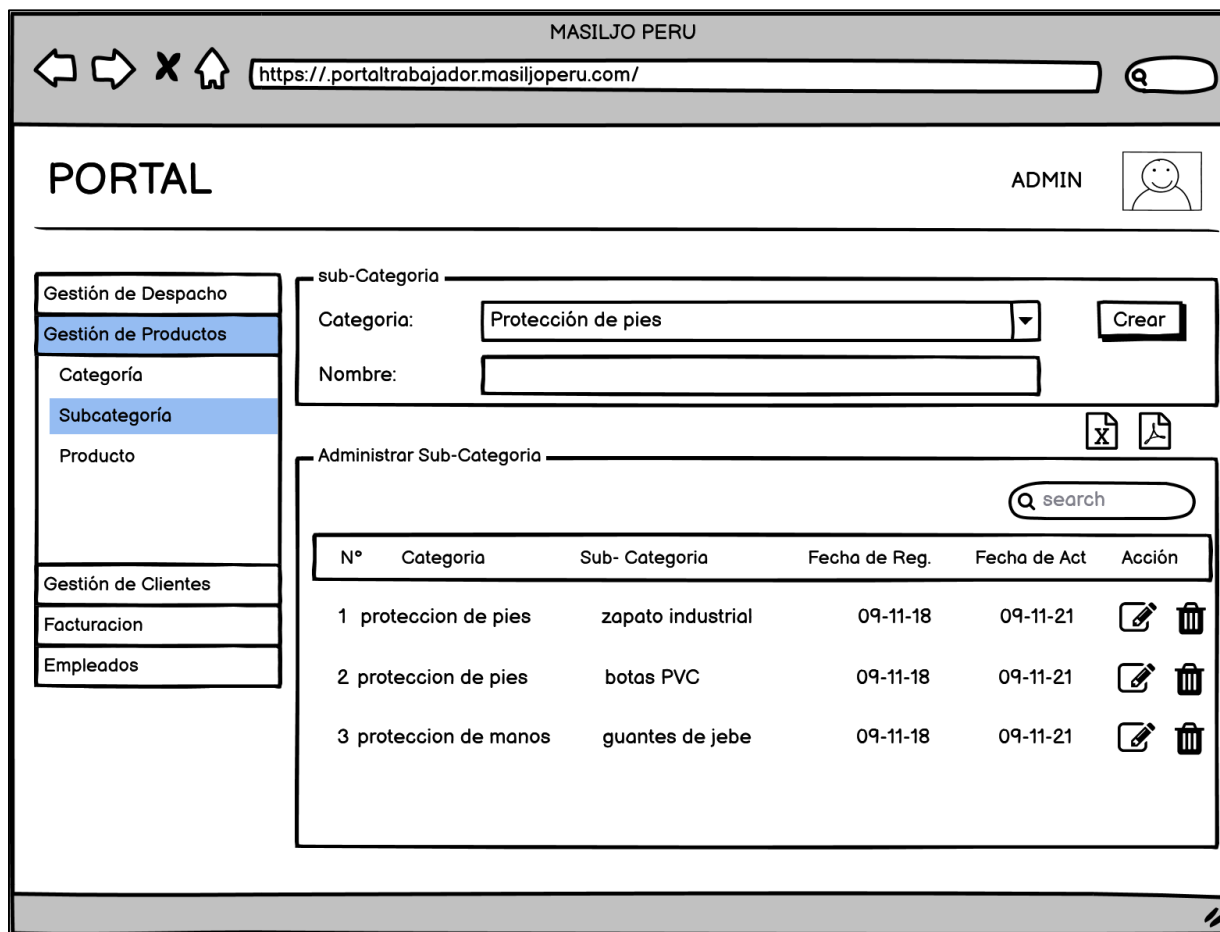 MASILJO PERU
https://.portaltrabajador.masiljoperu.com/
PORTAL
ADMIN
Gestión de Despacho
Gestión de Productos
Categoría
Subcategoría
Producto
Gestión de Clientes
Facturacion
Empleados
sub-Categoria
Categoria: Protección de pies Crear
Nombre:
X
Administrar Sub-Categoria
search
N° Categoria Sub- Categoria Fecha de Reg. Fecha de Act Acción
1 proteccion de pies zapato industrial 09-11-18 09-11-21
2 proteccion de pies botas PVC 09-11-18 09-11-21
3 proteccion de manos guantes de jebe 09-11-18 09-11-21